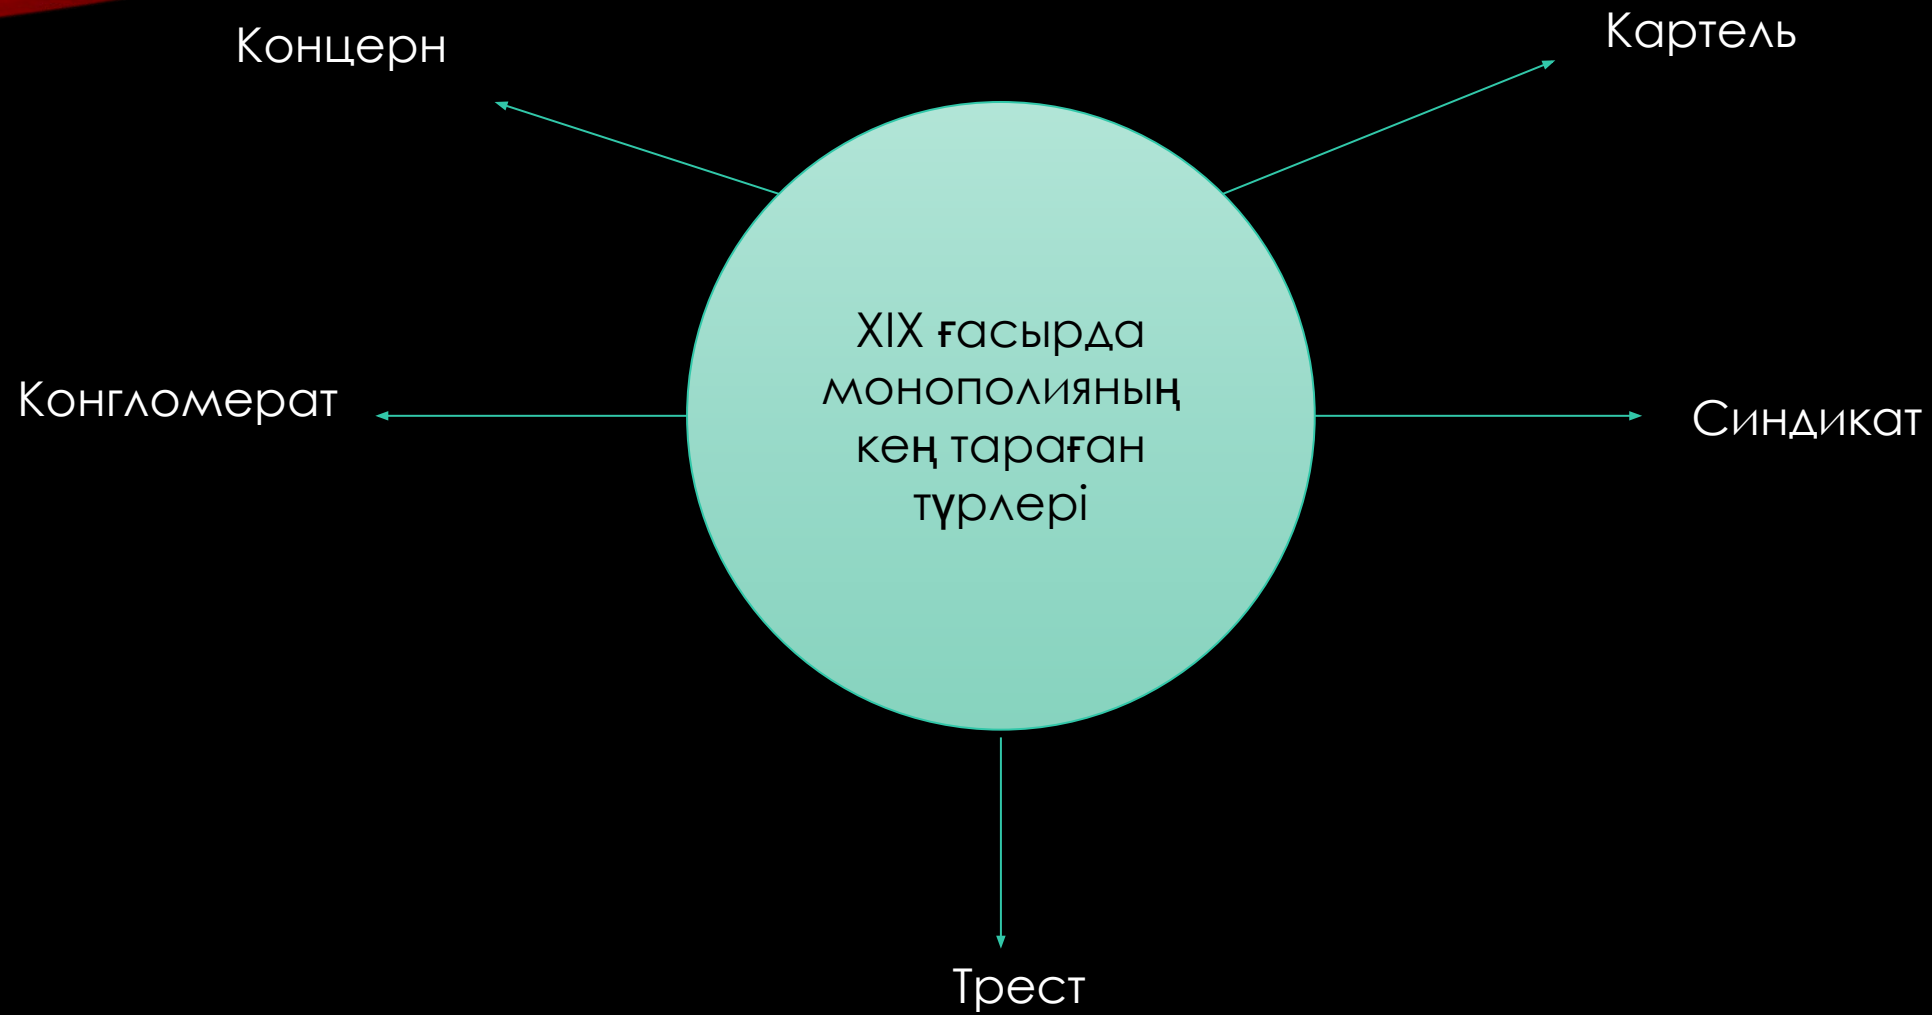 Концерн
Картель
XIX ғасырда
монополияның
кең тараған
түрлері
Конгломерат
Синдикат
Трест